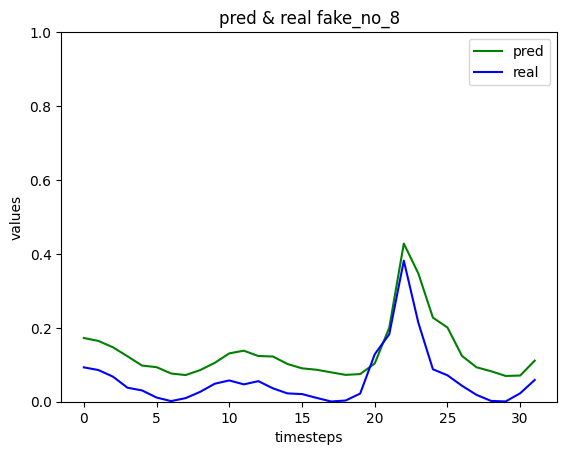 pred & real fake_no_8
1.0
0.8
0.6
0.4
0.2
0.0
values
0 5 10 15 20 25 30
timesteps
pred
real